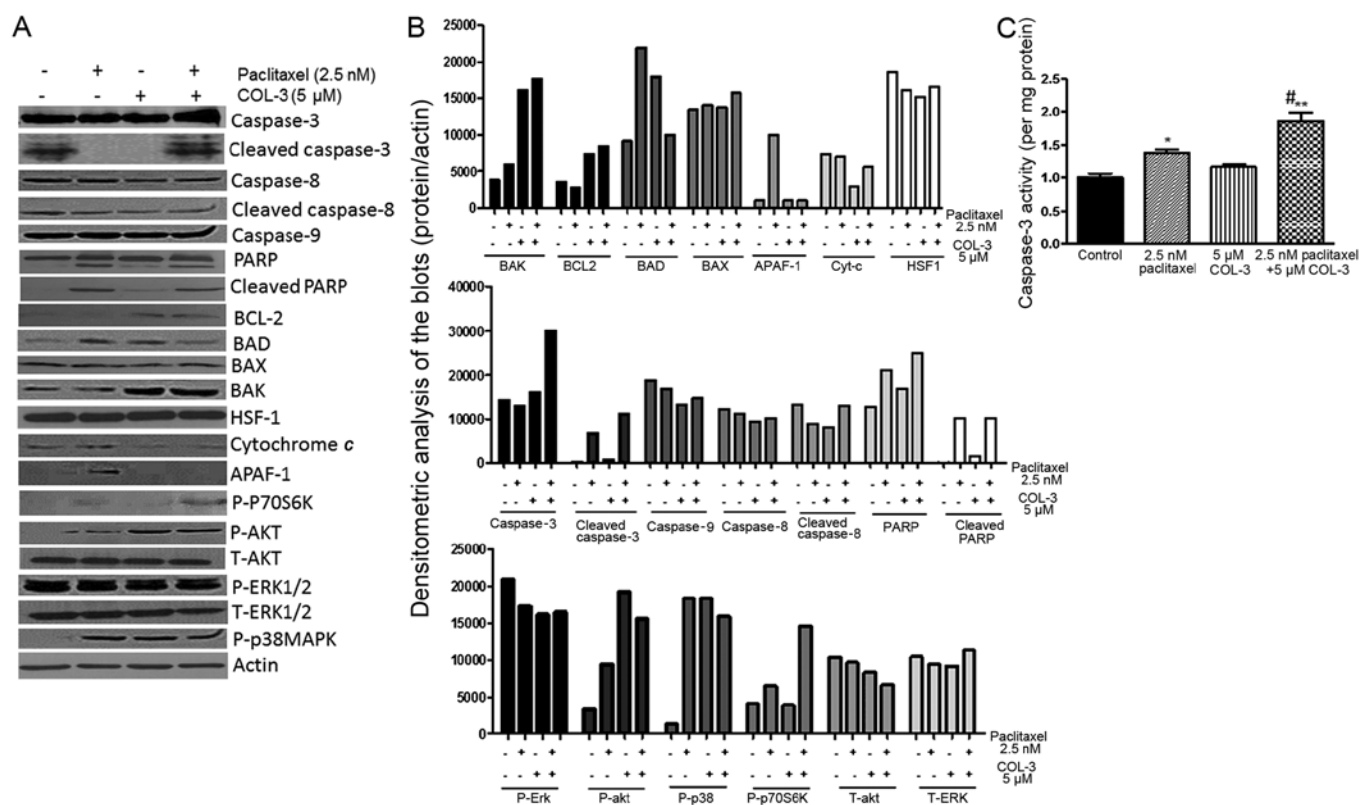 A
- + - +
Paclitaxel (2.5 nM)
- - + +
COL-3 (5 µM)
Caspase-3
Cleaved caspase-3
Caspase-8
Cleaved caspase-8
Caspase-9
PARP
Cleaved PARP
BCL-2
BAD
BAX
BAK
HSF-1
Cytochrome c
APAF-1
P-P70S6K
P-AKT
T-AKT
P-ERK1/2
T-ERK1/2
P-p38MAPK
Actin
B
Densitometric analysis of the blots (protein/actin)
25000
20000
15000
10000
5000
0
- + - + - + - + - + - + - + - + - + - + - + - + - + - +
Paclitaxel
2.5 nM
- - + + - - + + - - + + - - + + - - + + - - + + - - + +
COL-3
5 µM
BAK BCL2 BAD BAX APAF-1 Cyt-c HSF1
40000
30000
20000
10000
0
- + - + - + - + - + - + - + - + - + - + - + - + - + - +
Paclitaxel
2.5 nM
- - + + - - + + - - + + - - + + - - + + - - + + - - + +
COL-3
5 µM
Caspase-3 Cleaved caspase-3 Caspase-9 Caspase-8 Cleaved caspase-8 PARP Cleaved PARP
25000
20000
15000
10000
5000
0
- + - + - + - + - + - + - + - + - + - + - + - +
Paclitaxel
2.5 nM
- - + + - - + + - - + + - - + + - - + + - - + +
COL-3
5 µM
P-Erk P-akt P-p38 P-p70S6K T-akt T-ERK
C
Caspase-3 activity (per mg protein)
2.5
2.0
1.5
1.0
0.5
0.0
*
#**
Control
2.5 nM
paclitaxel
5 µM
COL-3
2.5 nM paclitaxel
+5 µM COL-3